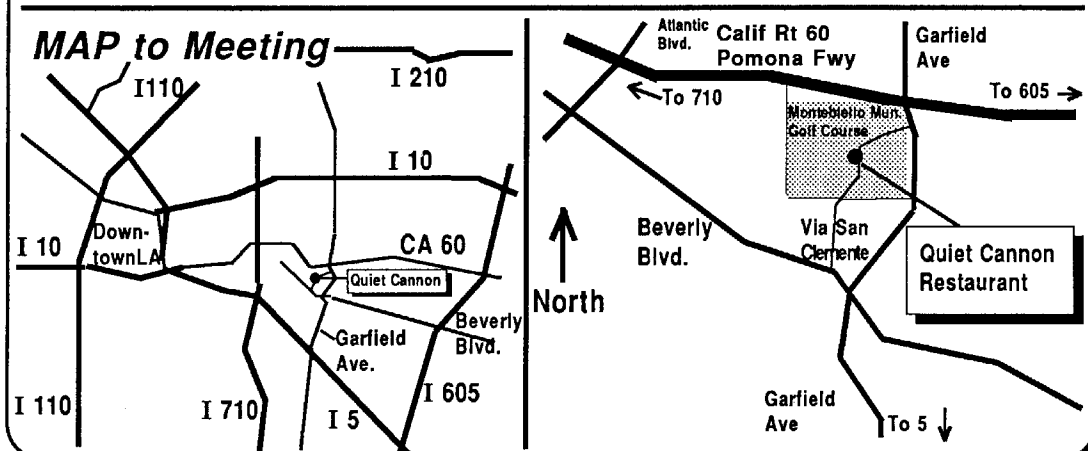 MAP to Meeting
I 210
I110
I 10
Down-
townLA
I 10
CA 60
Quiet Cannon
Garfield
Ave.
Beverly
Blvd.
I 110
I 710
I 5
I 605
Atlantic
Blvd.
Calif Rt 60
Pomona Fwy
Garfield
Ave
To 710
To 605
Montebiello Mun.
Golf Course
Beverly
Blvd.
Via San
Clemente
Quiet Cannon
Restaurant
North
Garfield
Ave
To 5